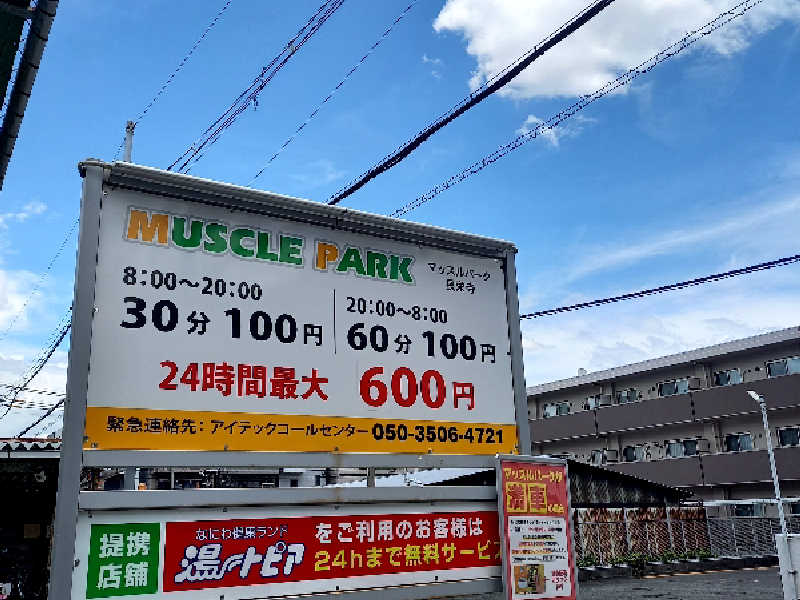 MUSCLE PARK
マッスルパーク
長栄寺
8:00～20:00
30分 100円
20:00～8:00
60分 100円
24時間最大 600円
緊急連絡先：アイテックコールセンター 050-3506-4721
提携
店舗
なにわ健康ランド
湯〜トピア
をご利用のお客様は
24hまで無料サービス
マッスルパークが
満車